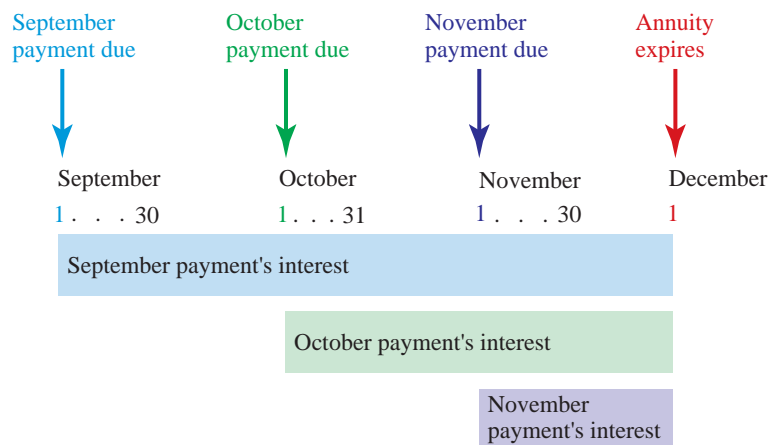 September payment due
October payment due
November payment due
Annuity expires
September October November December
1 . . . 30 1 . . . 31 1 . . . 30 1
September payment's interest
October payment's interest
November payment's interest